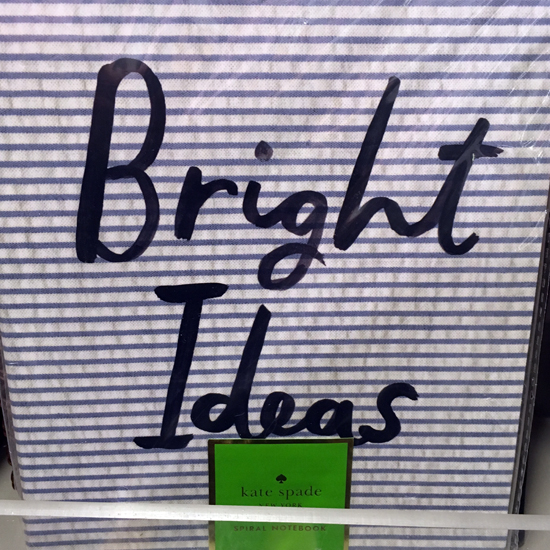 Bright
Ideas
kate spade
NEW YORK
SPIRAL NOTEBOOK